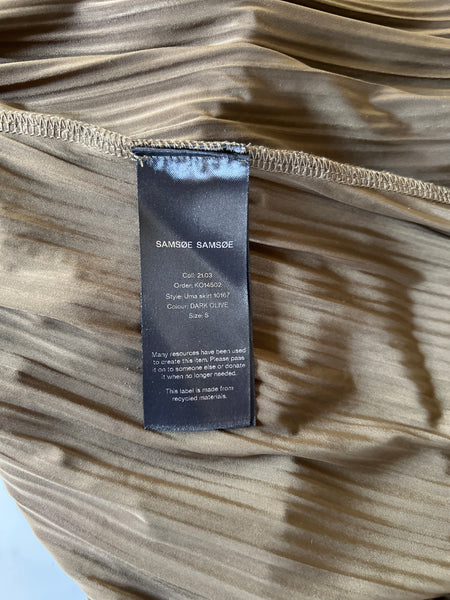 SAMSØE SAMSØE
Coll: 21.03
Order: KO14502
Style: Uma skirt 10167
Colour: DARK OLIVE
Size: S
Many resources have been used
to create this item. Please pass
it on to someone else or donate
it when no longer needed.
This label is made from
recycled materials.